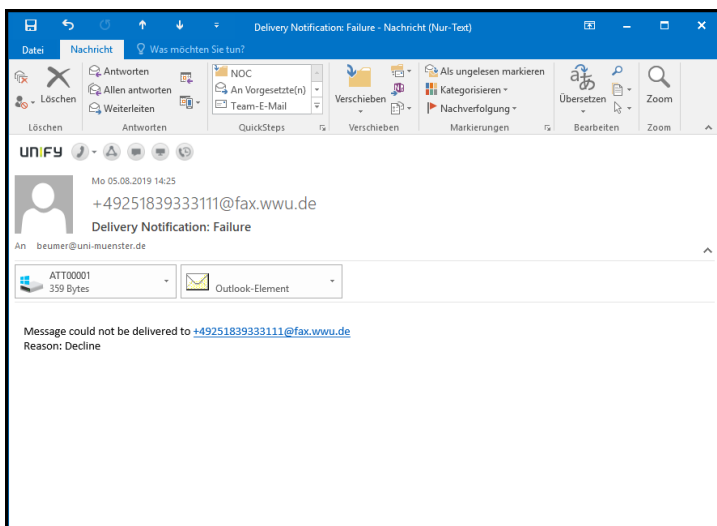 Delivery Notification: Failure - Nachricht (Nur-Text)
Datei Nachricht Was möchten Sie tun?
Löschen
Antworten
Allen antworten
Weiterleiten
NOC
An Vorgesetzte(n)
Team-E-Mail
Verschieben
Als ungelesen markieren
Kategorisieren
Nachverfolgung
Übersetzen
Zoom
Löschen Antworten QuickSteps Verschieben Markierungen Bearbeiten Zoom
UNIFY
Mo 05.08.2019 14:25
+49251839333111@fax.wwu.de
Delivery Notification: Failure
An beumer@uni-muenster.de
ATT00001
359 Bytes
Outlook-Element
Message could not be delivered to +49251839333111@fax.wwu.de
Reason: Decline